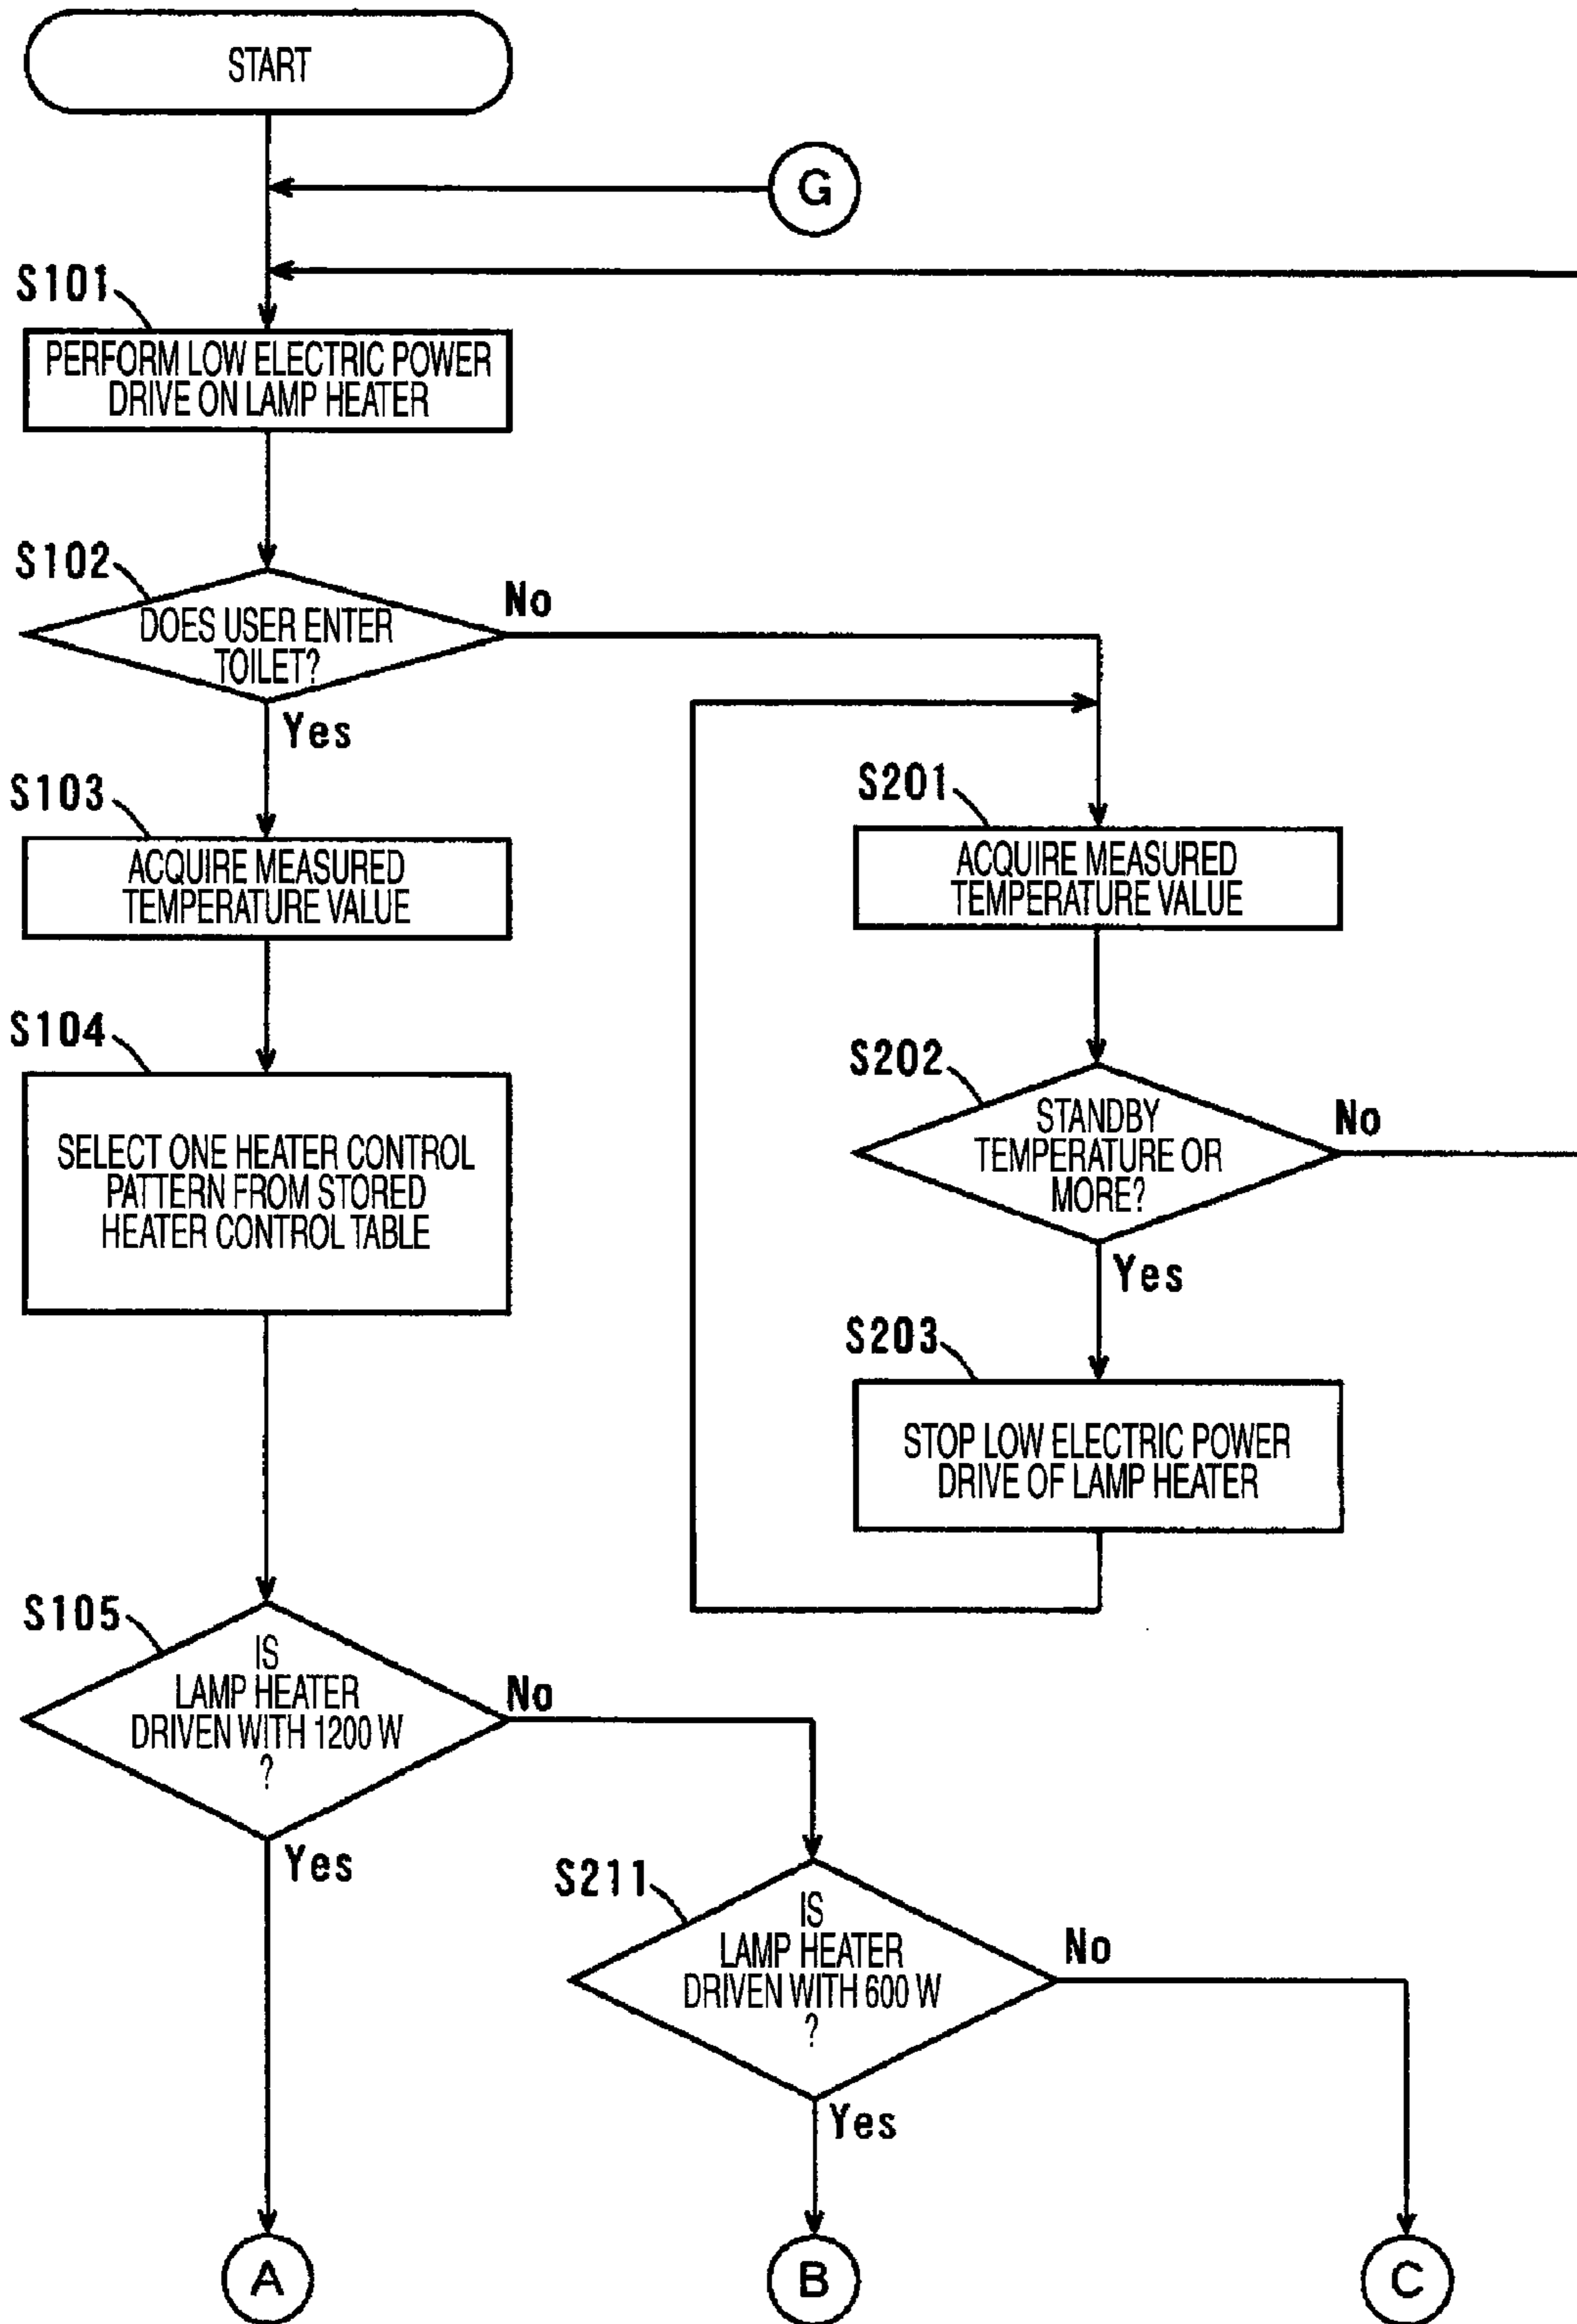 START
G
S101
PERFORM LOW ELECTRIC POWER
DRIVE ON LAMP HEATER
S102
DOES USER ENTER
TOILET?
No
Yes
S103
ACQUIRE MEASURED
TEMPERATURE VALUE
S104
SELECT ONE HEATER CONTROL
PATTERN FROM STORED
HEATER CONTROL TABLE
S201
ACQUIRE MEASURED
TEMPERATURE VALUE
S202
STANDBY
TEMPERATURE OR
MORE?
No
Yes
S203
STOP LOW ELECTRIC POWER
DRIVE OF LAMP HEATER
S105
IS
LAMP HEATER
DRIVEN WITH 1200 W
?
No
Yes
S211
IS
LAMP HEATER
DRIVEN WITH 600 W
?
No
Yes
A
B
C